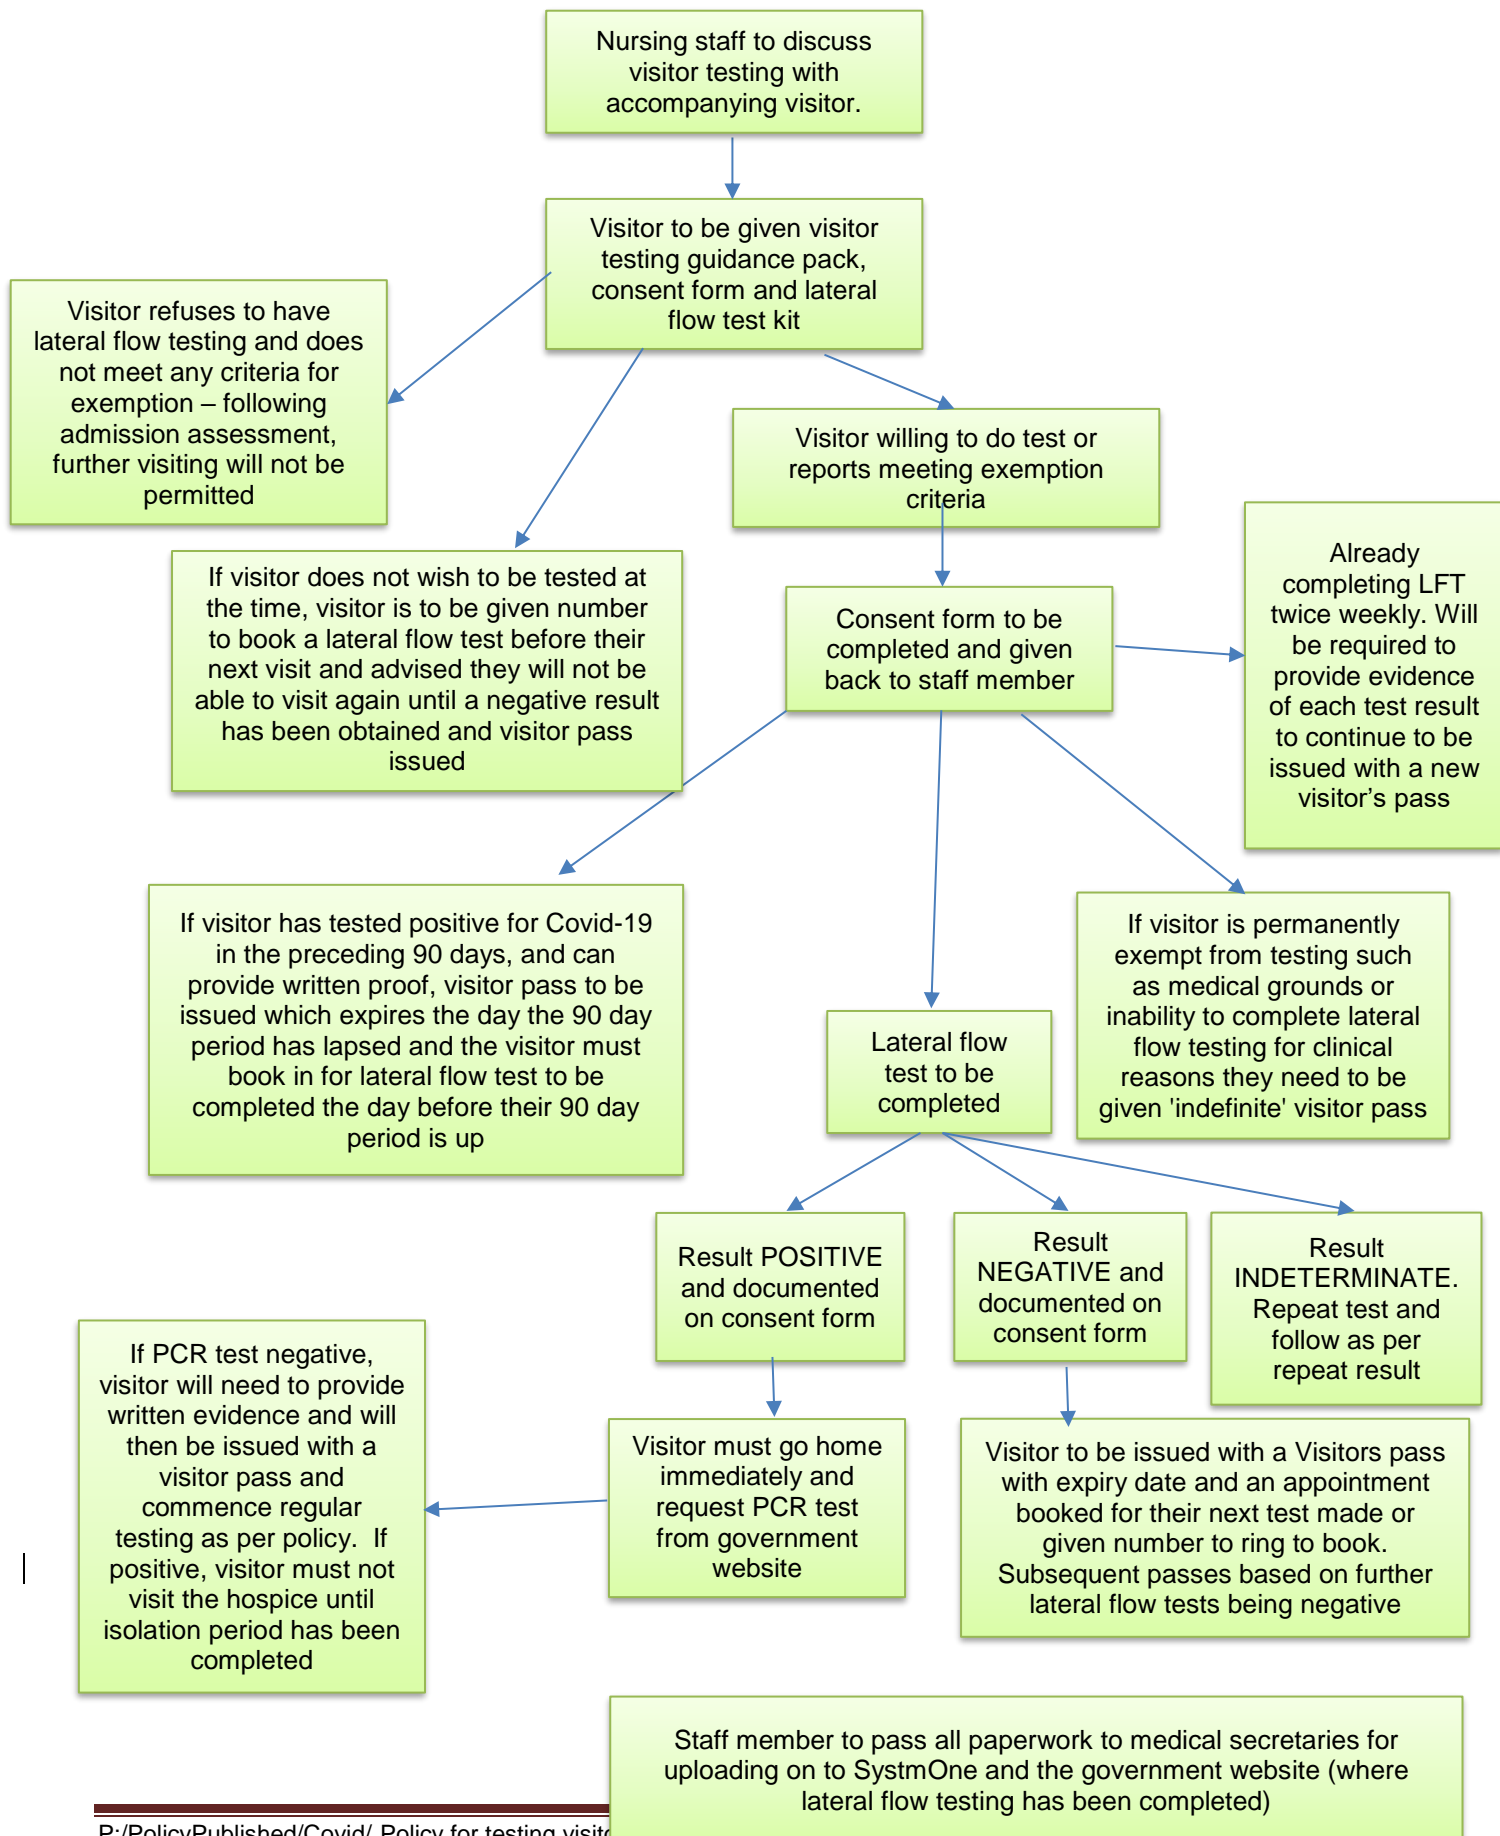 Nursing staff to discuss
visitor testing with
accompanying visitor.
Visitor to be given visitor
testing guidance pack,
consent form and lateral
flow test kit
Visitor refuses to have
lateral flow testing and does
not meet any criteria for
exemption – following
admission assessment,
further visiting will not be
permitted
Visitor willing to do test or
reports meeting exemption
criteria
If visitor does not wish to be tested at
the time, visitor is to be given number
to book a lateral flow test before their
next visit and advised they will not be
able to visit again until a negative result
has been obtained and visitor pass
issued
Consent form to be
completed and given
back to staff member
Already
completing LFT
twice weekly. Will
be required to
provide evidence
of each test result
to continue to be
issued with a new
visitor’s pass
If visitor has tested positive for Covid-19
in the preceding 90 days, and can
provide written proof, visitor pass to be
issued which expires the day the 90 day
period has lapsed and the visitor must
book in for lateral flow test to be
completed the day before their 90 day
period is up
Lateral flow
test to be
completed
If visitor is permanently
exempt from testing such
as medical grounds or
inability to complete lateral
flow testing for clinical
reasons they need to be
given 'indefinite' visitor pass
Result POSITIVE
and documented
on consent form
Result
NEGATIVE and
documented on
consent form
Result
INDETERMINATE.
Repeat test and
follow as per
repeat result
If PCR test negative,
visitor will need to provide
written evidence and will
then be issued with a
visitor pass and
commence regular
testing as per policy.  If
positive, visitor must not
visit the hospice until
isolation period has been
completed
Visitor must go home
immediately and
request PCR test
from government
website
Visitor to be issued with a Visitors pass
with expiry date and an appointment
booked for their next test made or
given number to ring to book.
Subsequent passes based on further
lateral flow tests being negative
Staff member to pass all paperwork to medical secretaries for
uploading on to SystmOne and the government website (where
lateral flow testing has been completed)
P:/PolicyPublished/Covid/ Policy for testing